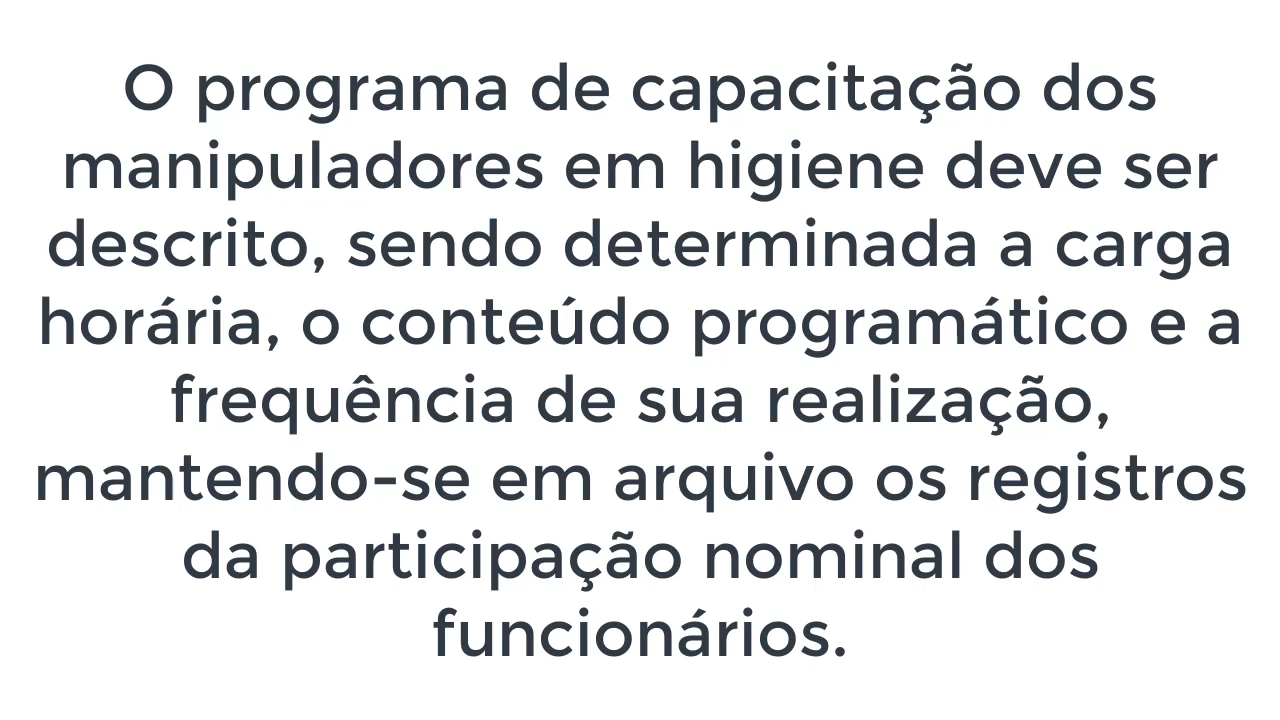 O programa de capacitação dos
manipuladores em higiene deve ser
descrito, sendo determinada a carga
horária, o conteúdo programático e a
frequência de sua realização,
mantendo-se em arquivo os registros
da participação nominal dos
funcionários.